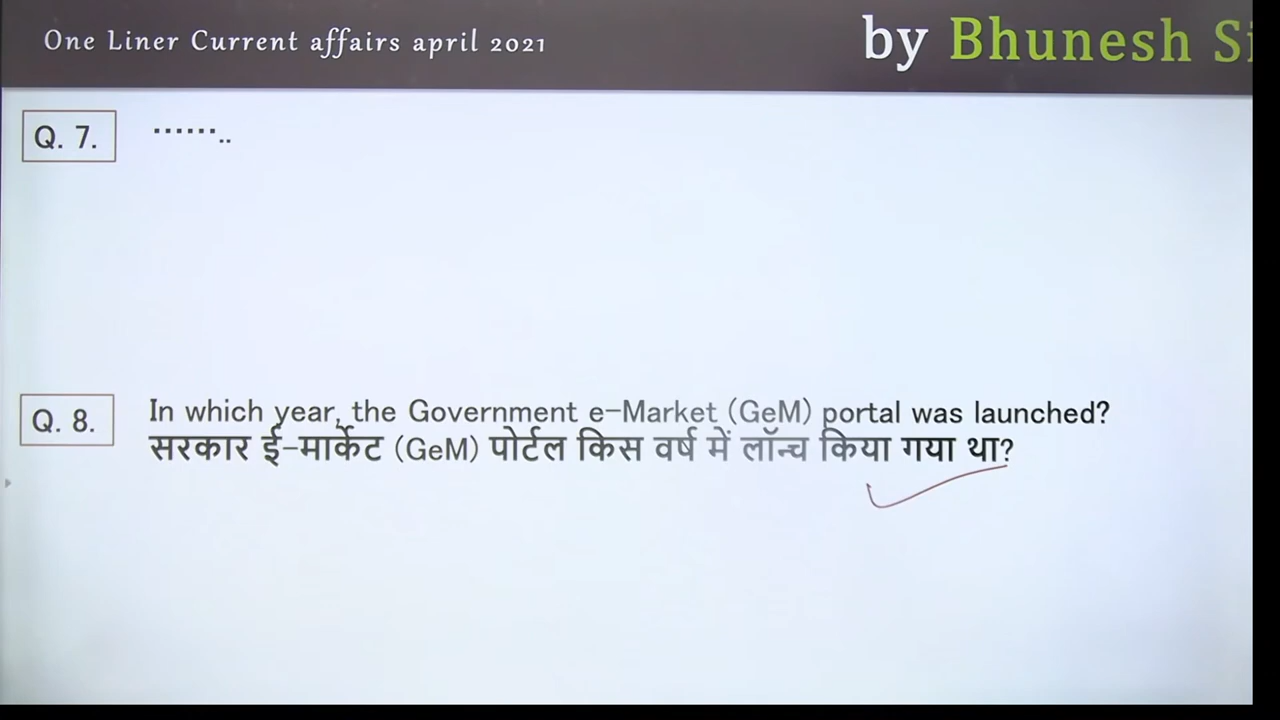 One Liner Current affairs april 2021
by Bhunesh Si
Q. 7.
........
Q. 8.
In which year, the Government e-Market (GeM) portal was launched?
सरकार ई-मार्केट (GeM) पोर्टल किस वर्ष में लॉन्च किया गया था?